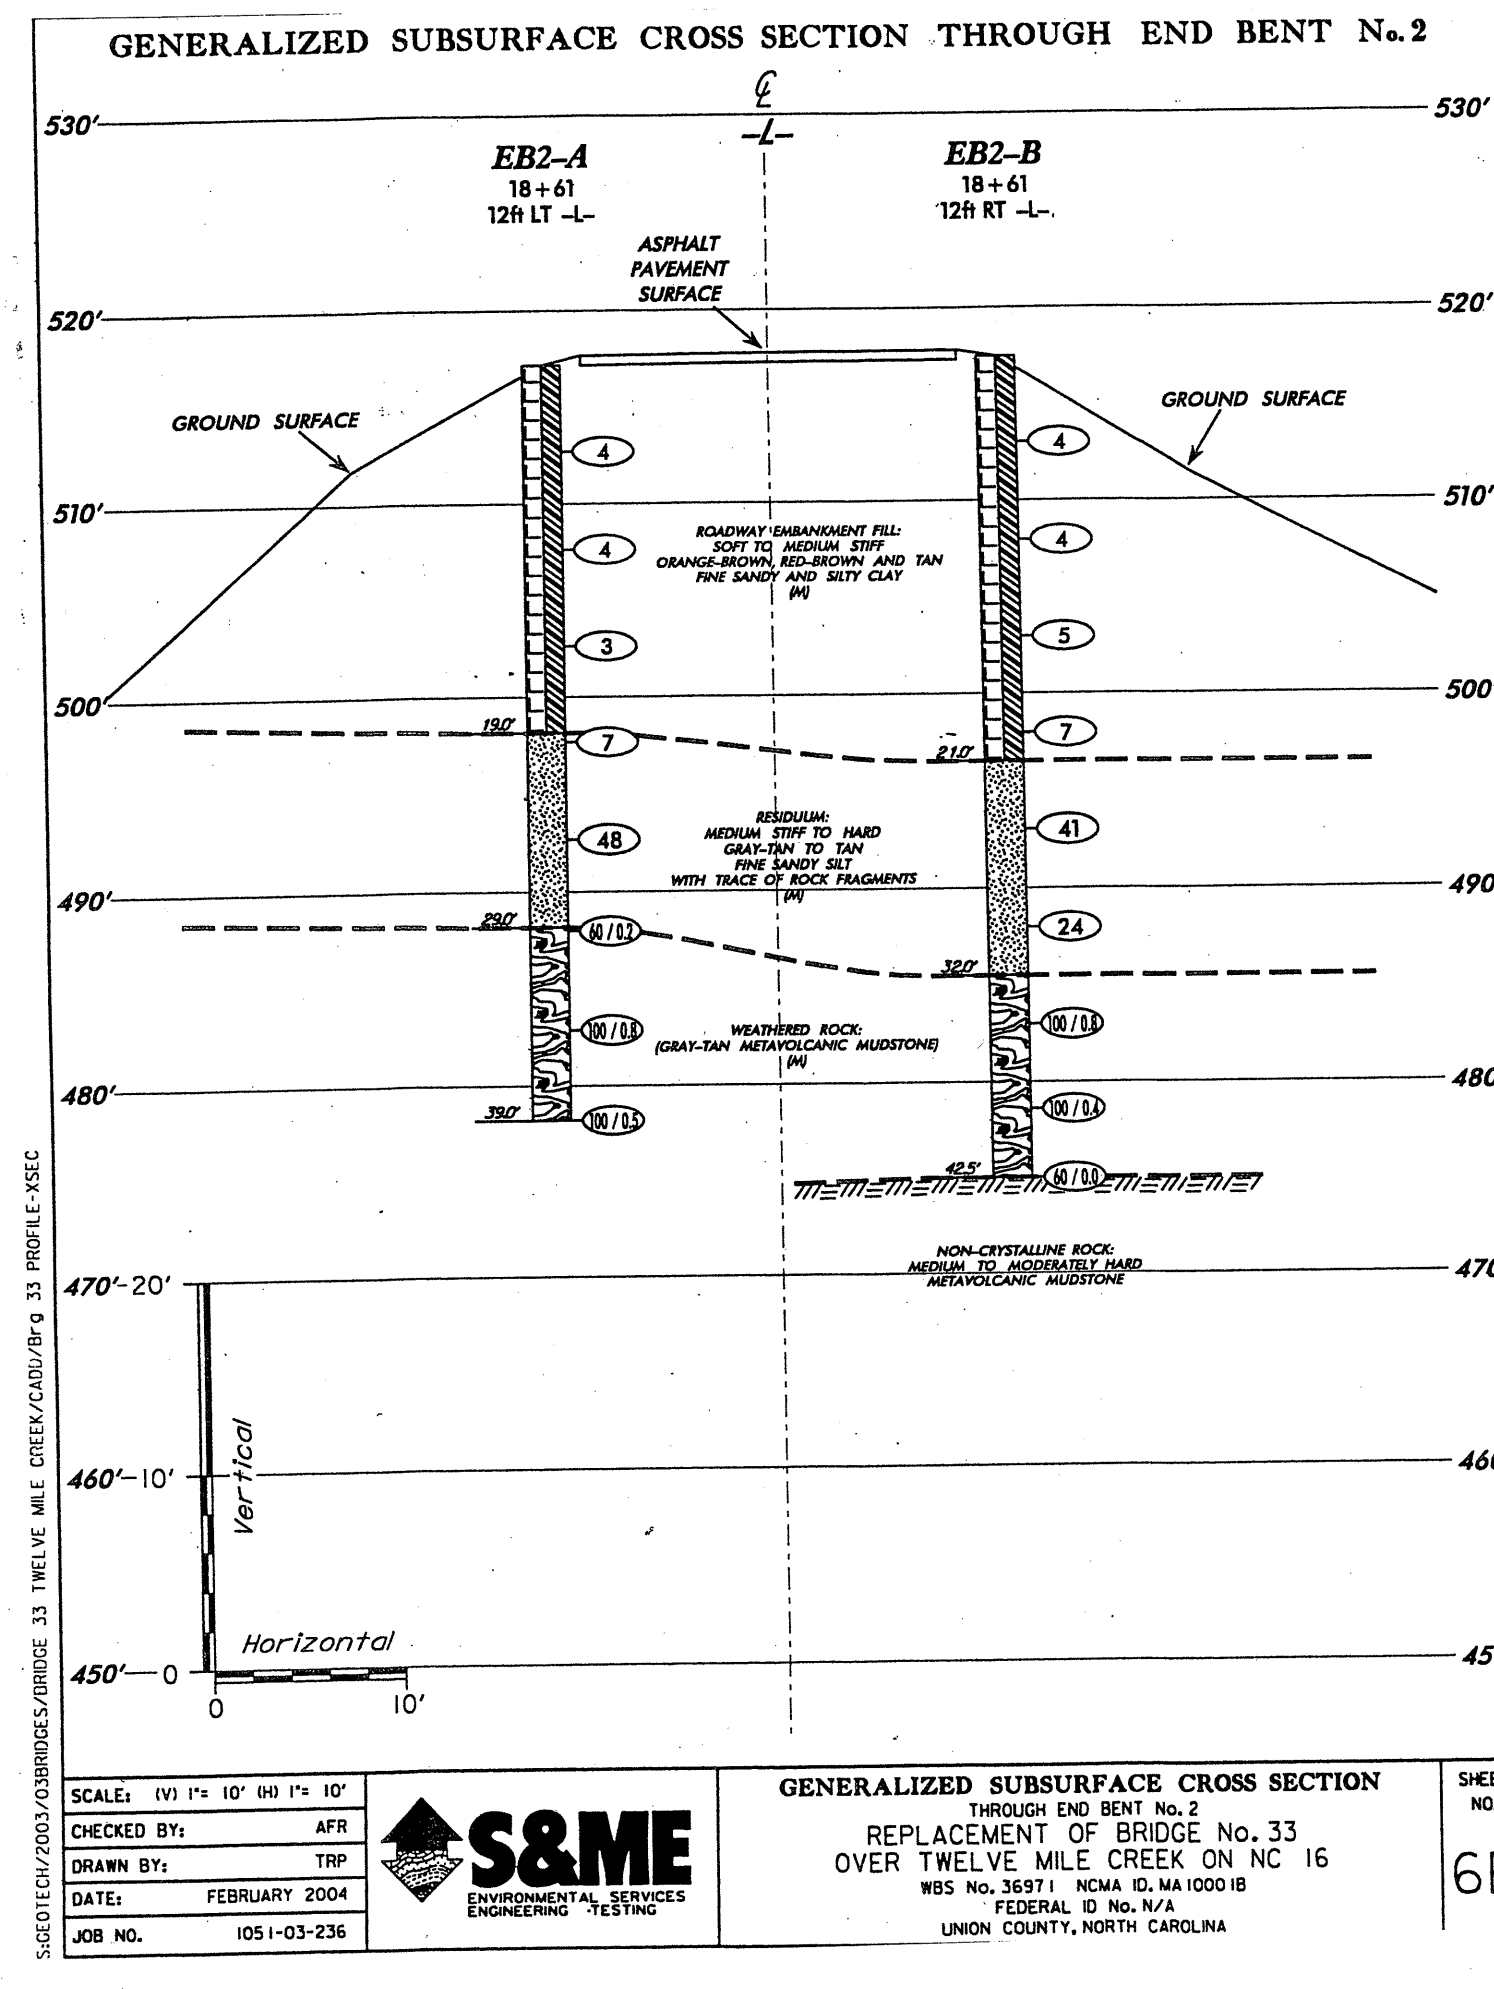 GENERALIZED SUBSURFACE CROSS SECTION THROUGH END BENT No. 2
℄
-L-
530' 530'
EB2-A
18+61
12ft LT -L-
EB2-B
18+61
12ft RT -L-
ASPHALT
PAVEMENT
SURFACE
520' 520'
GROUND SURFACE
GROUND SURFACE
4 4
510' 510'
ROADWAY EMBANKMENT FILL:
SOFT TO MEDIUM STIFF
ORANGE-BROWN, RED-BROWN AND TAN
FINE SANDY AND SILTY CLAY
(M)
4 4
3 5
500' 500
19.0' 7 7
21.0'
RESIDUUM:
MEDIUM STIFF TO HARD
GRAY-TAN TO TAN
FINE SANDY SILT
WITH TRACE OF ROCK FRAGMENTS
(M)
48 41
490' 490
29.0' 60 / 0.2 24
32.0'
WEATHERED ROCK:
(GRAY-TAN METAVOLCANIC MUDSTONE)
(M)
100 / 0.8 100 / 0.8
480' 480
39.0' 100 / 0.5 100 / 0.4
42.5' 60 / 0.0
NON-CRYSTALLINE ROCK:
MEDIUM TO MODERATELY HARD
METAVOLCANIC MUDSTONE
470'-20' 470
Vertical
460'-10' 460
Horizontal
450'-0 45
0 10'
S:GEOTECH/2003/03BRIDGES/BRIDGE 33 TWELVE MILE CREEK/CADD/Brg 33 PROFILE-XSEC
SCALE: (V) 1"= 10' (H) 1"= 10'
CHECKED BY: AFR
DRAWN BY: TRP
DATE: FEBRUARY 2004
JOB NO. 1051-03-236
S&ME
ENVIRONMENTAL SERVICES
ENGINEERING · TESTING
GENERALIZED SUBSURFACE CROSS SECTION
THROUGH END BENT No. 2
REPLACEMENT OF BRIDGE No. 33
OVER TWELVE MILE CREEK ON NC 16
WBS No. 36971 NCMA ID. MA10001B
FEDERAL ID No. N/A
UNION COUNTY, NORTH CAROLINA
SHEE
NO.